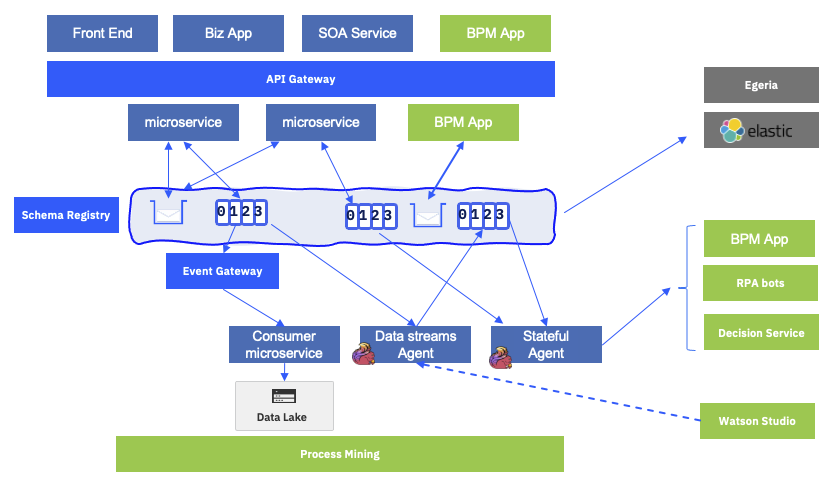 Front End
Biz App
SOA Service
BPM App
API Gateway
Egeria
elastic
microservice
microservice
BPM App
Schema Registry
0 1 2 3
0 1 2 3
0 1 2 3
Event Gateway
BPM App
RPA bots
Decision Service
Consumer
microservice
Data streams
Agent
Stateful
Agent
Data Lake
Watson Studio
Process Mining